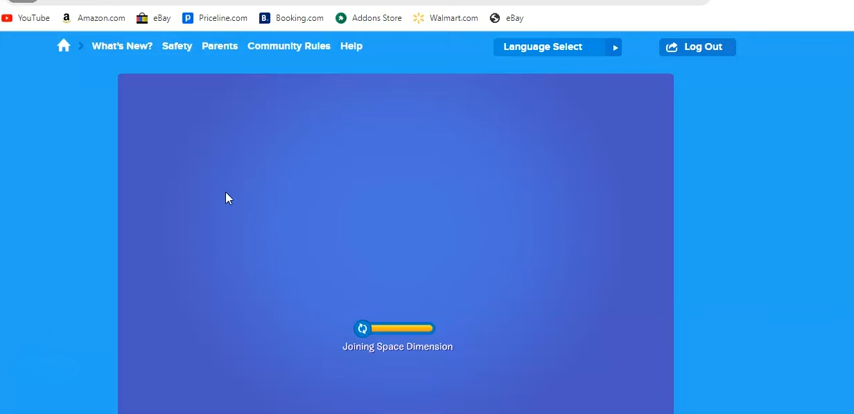 YouTube Amazon.com eBay Priceline.com Booking.com Addons Store Walmart.com eBay
What's New? Safety Parents Community Rules Help Language Select Log Out
Joining Space Dimension